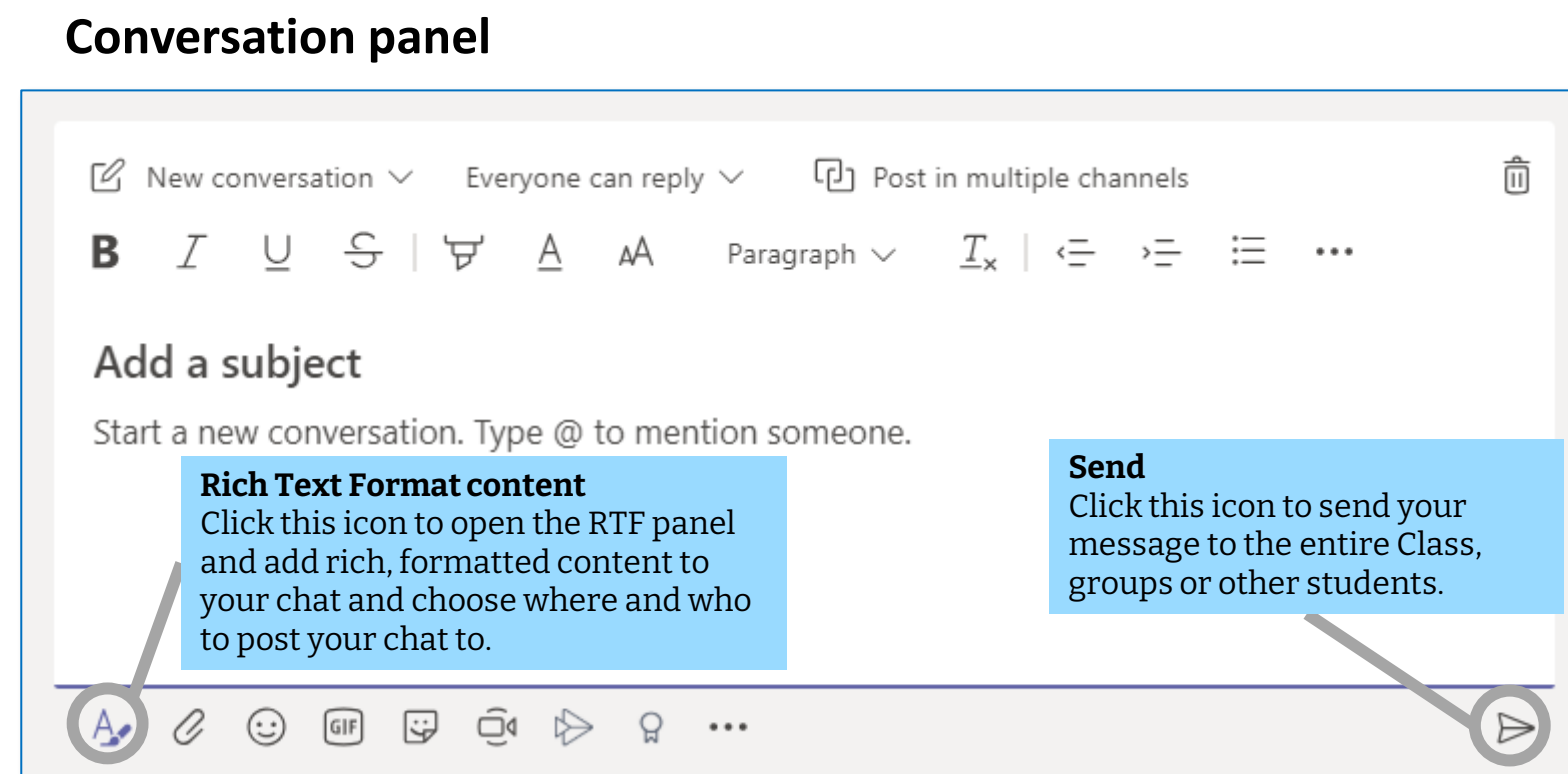 Conversation panel
New conversation Everyone can reply Post in multiple channels
B I U S A AA Paragraph Tx
Add a subject
Start a new conversation. Type @ to mention someone.
Rich Text Format content
Click this icon to open the RTF panel
and add rich, formatted content to
your chat and choose where and who
to post your chat to.
Send
Click this icon to send your
message to the entire Class,
groups or other students.
A GIF